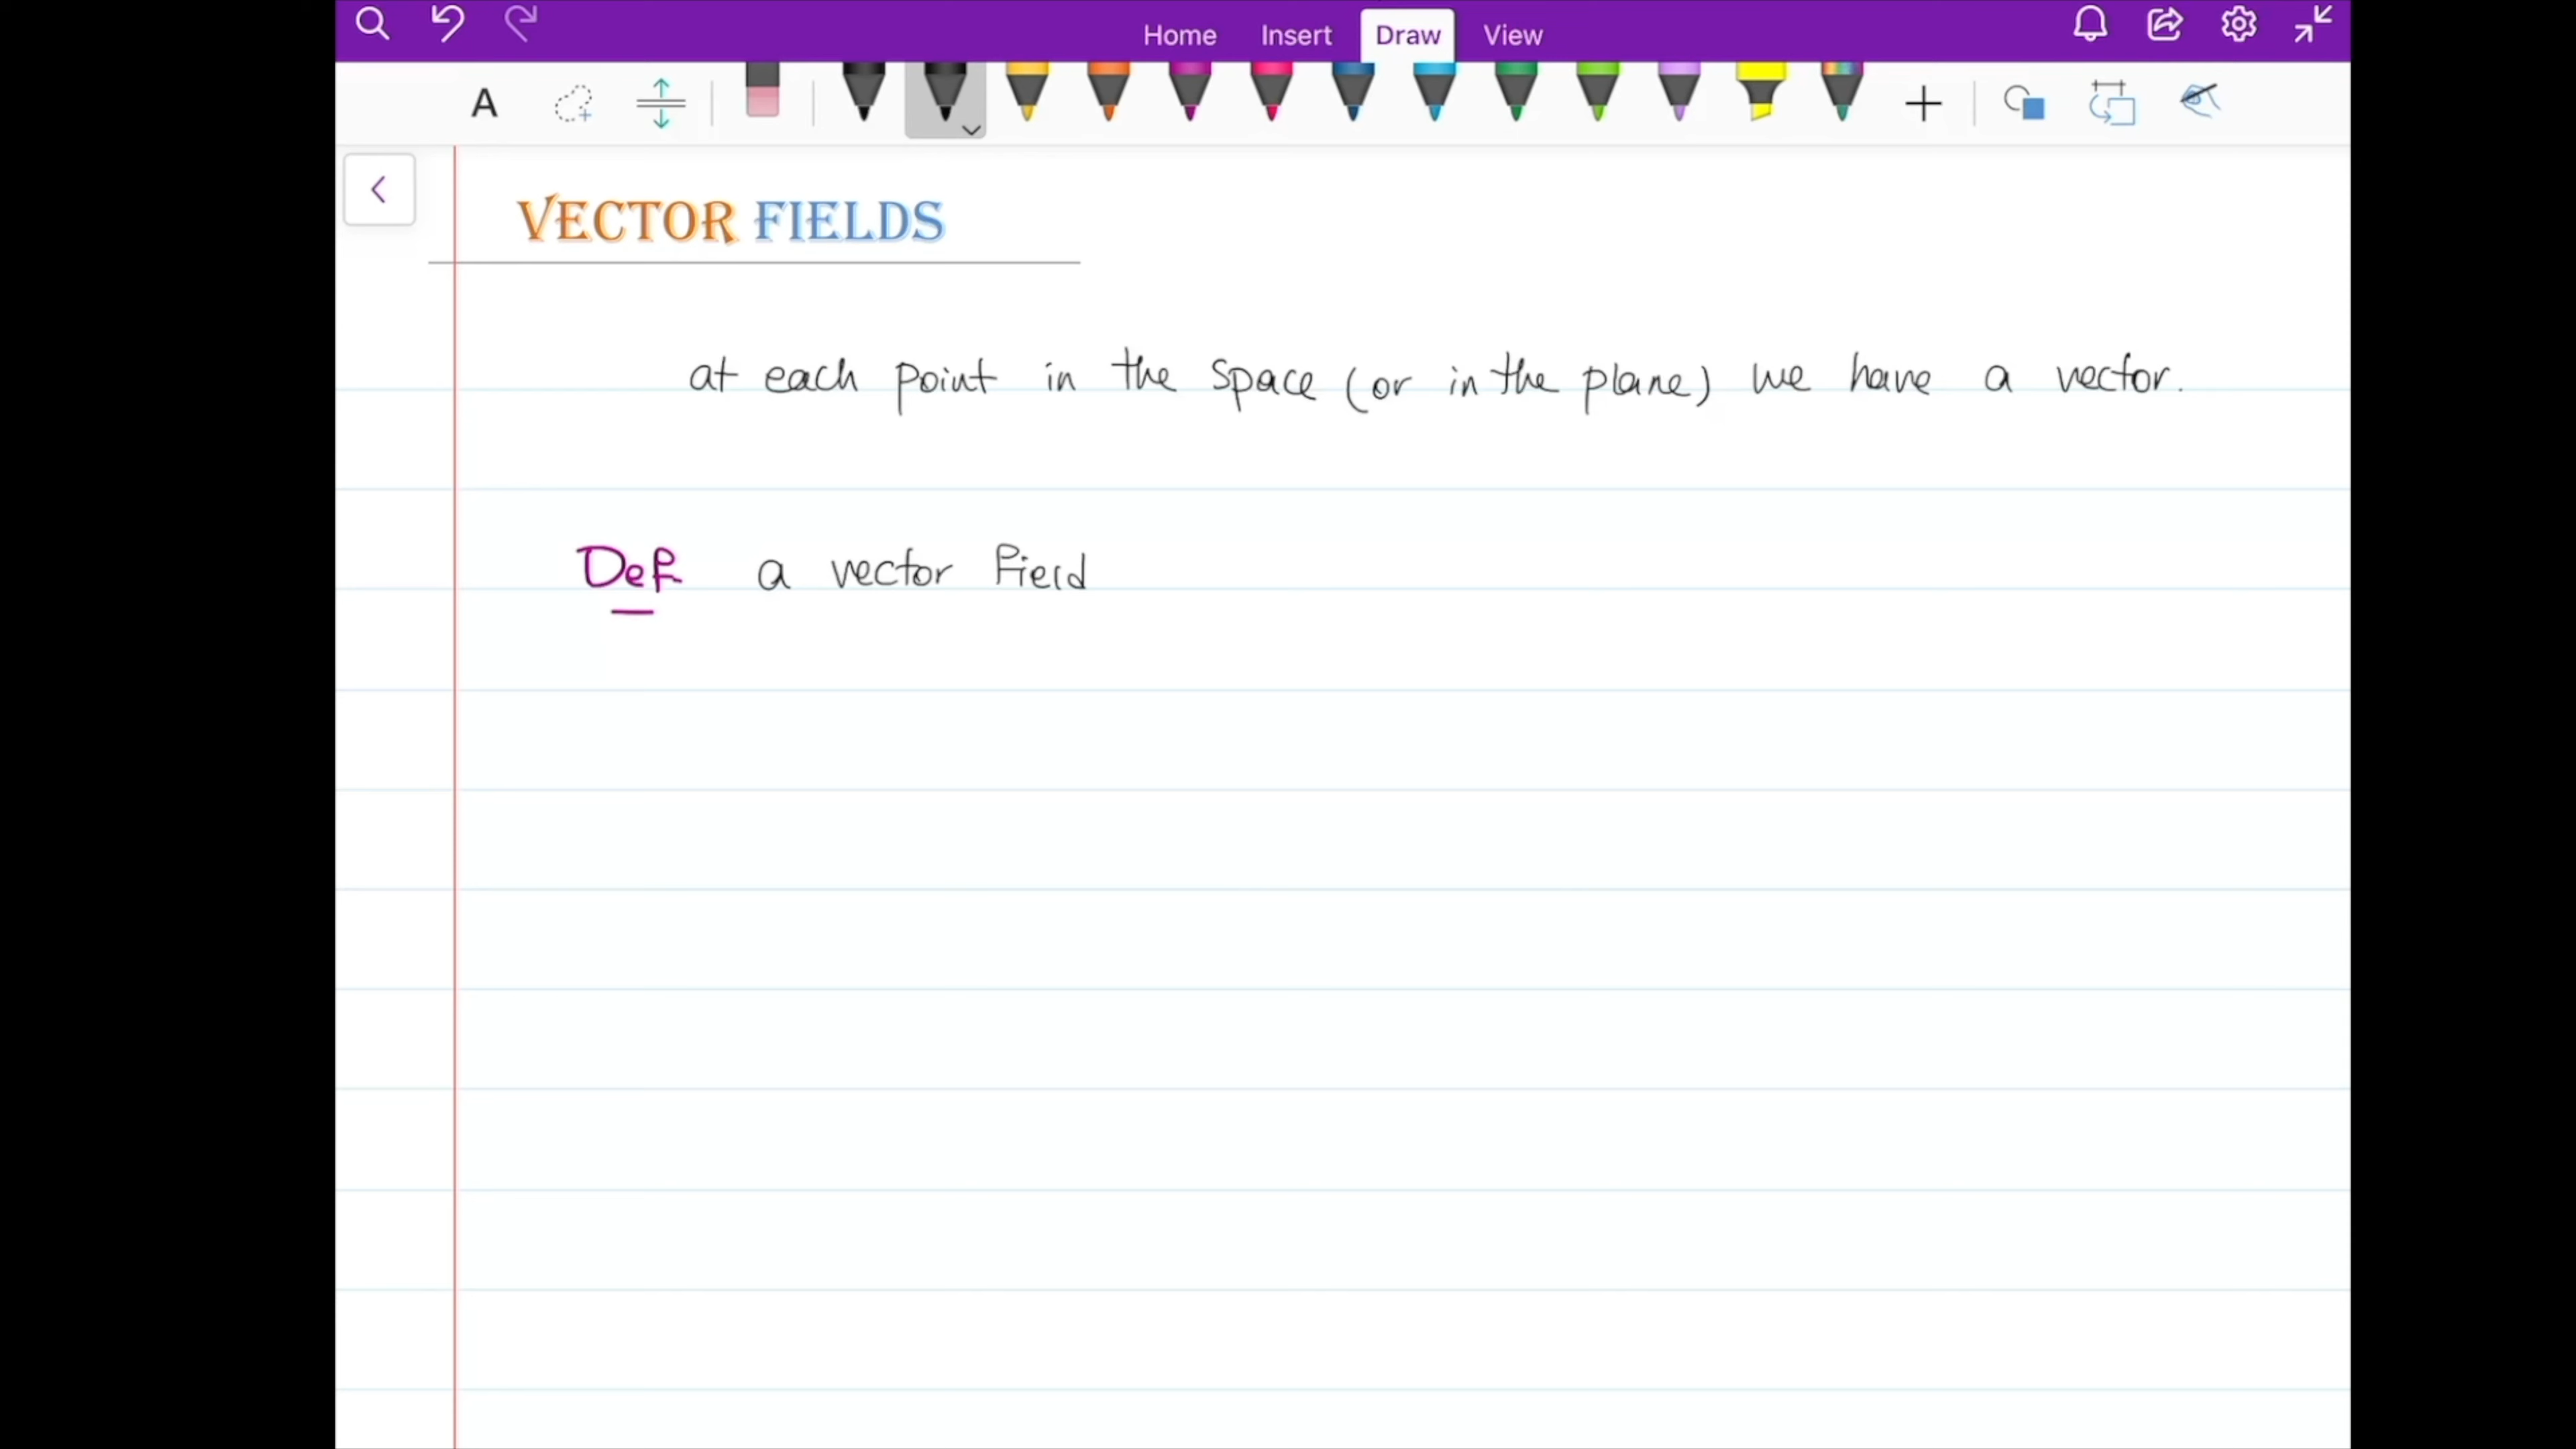 Home Insert Draw View
A
VECTOR FIELDS
at each point in the space (or in the plane) we have a vector.
Def a vector field